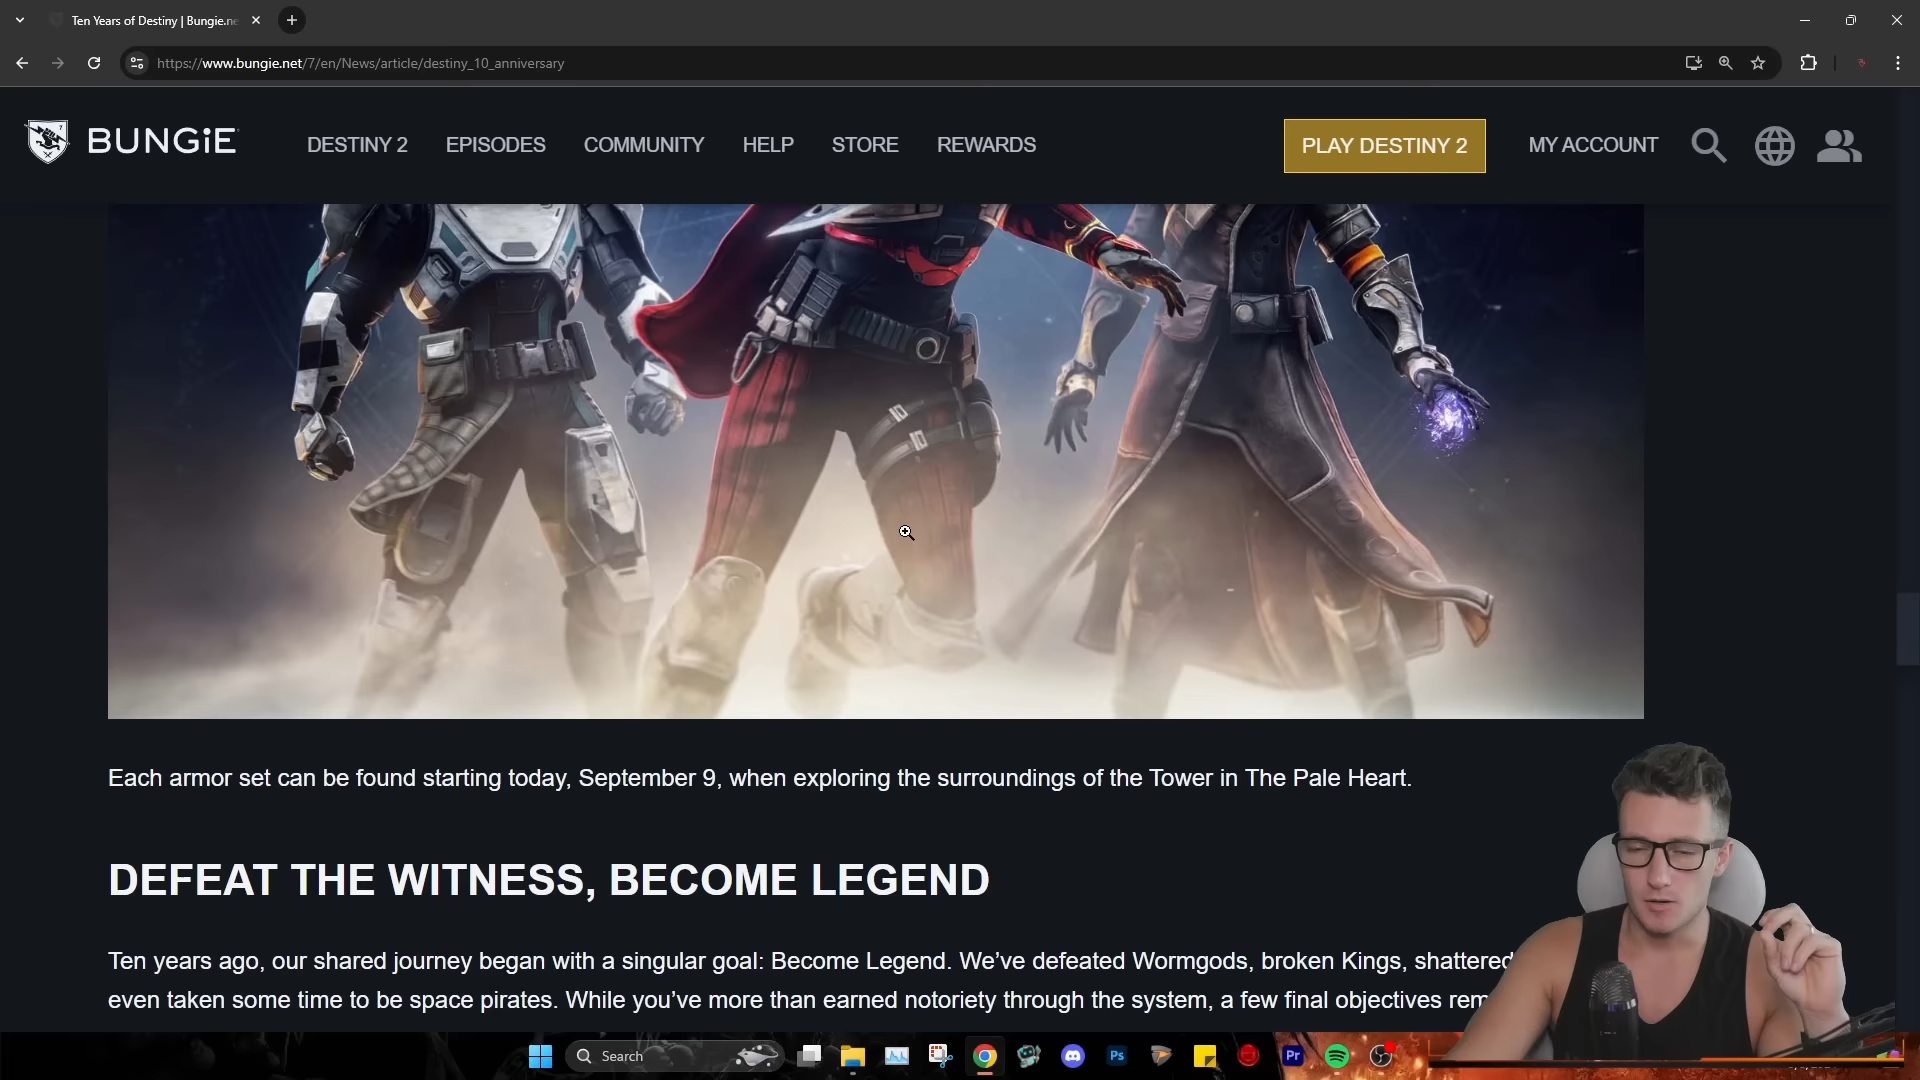 Ten Years of Destiny | Bungie.ne
https://www.bungie.net/7/en/News/article/destiny_10_anniversary
BUNGiE
DESTINY 2
EPISODES
COMMUNITY
HELP
STORE
REWARDS
PLAY DESTINY 2
MY ACCOUNT
Each armor set can be found starting today, September 9, when exploring the surroundings of the Tower in The Pale Heart.
DEFEAT THE WITNESS, BECOME LEGEND
Ten years ago, our shared journey began with a singular goal: Become Legend. We’ve defeated Wormgods, broken Kings, shattered
even taken some time to be space pirates. While you’ve more than earned notoriety through the system, a few final objectives rem
Search
Ps
Pr